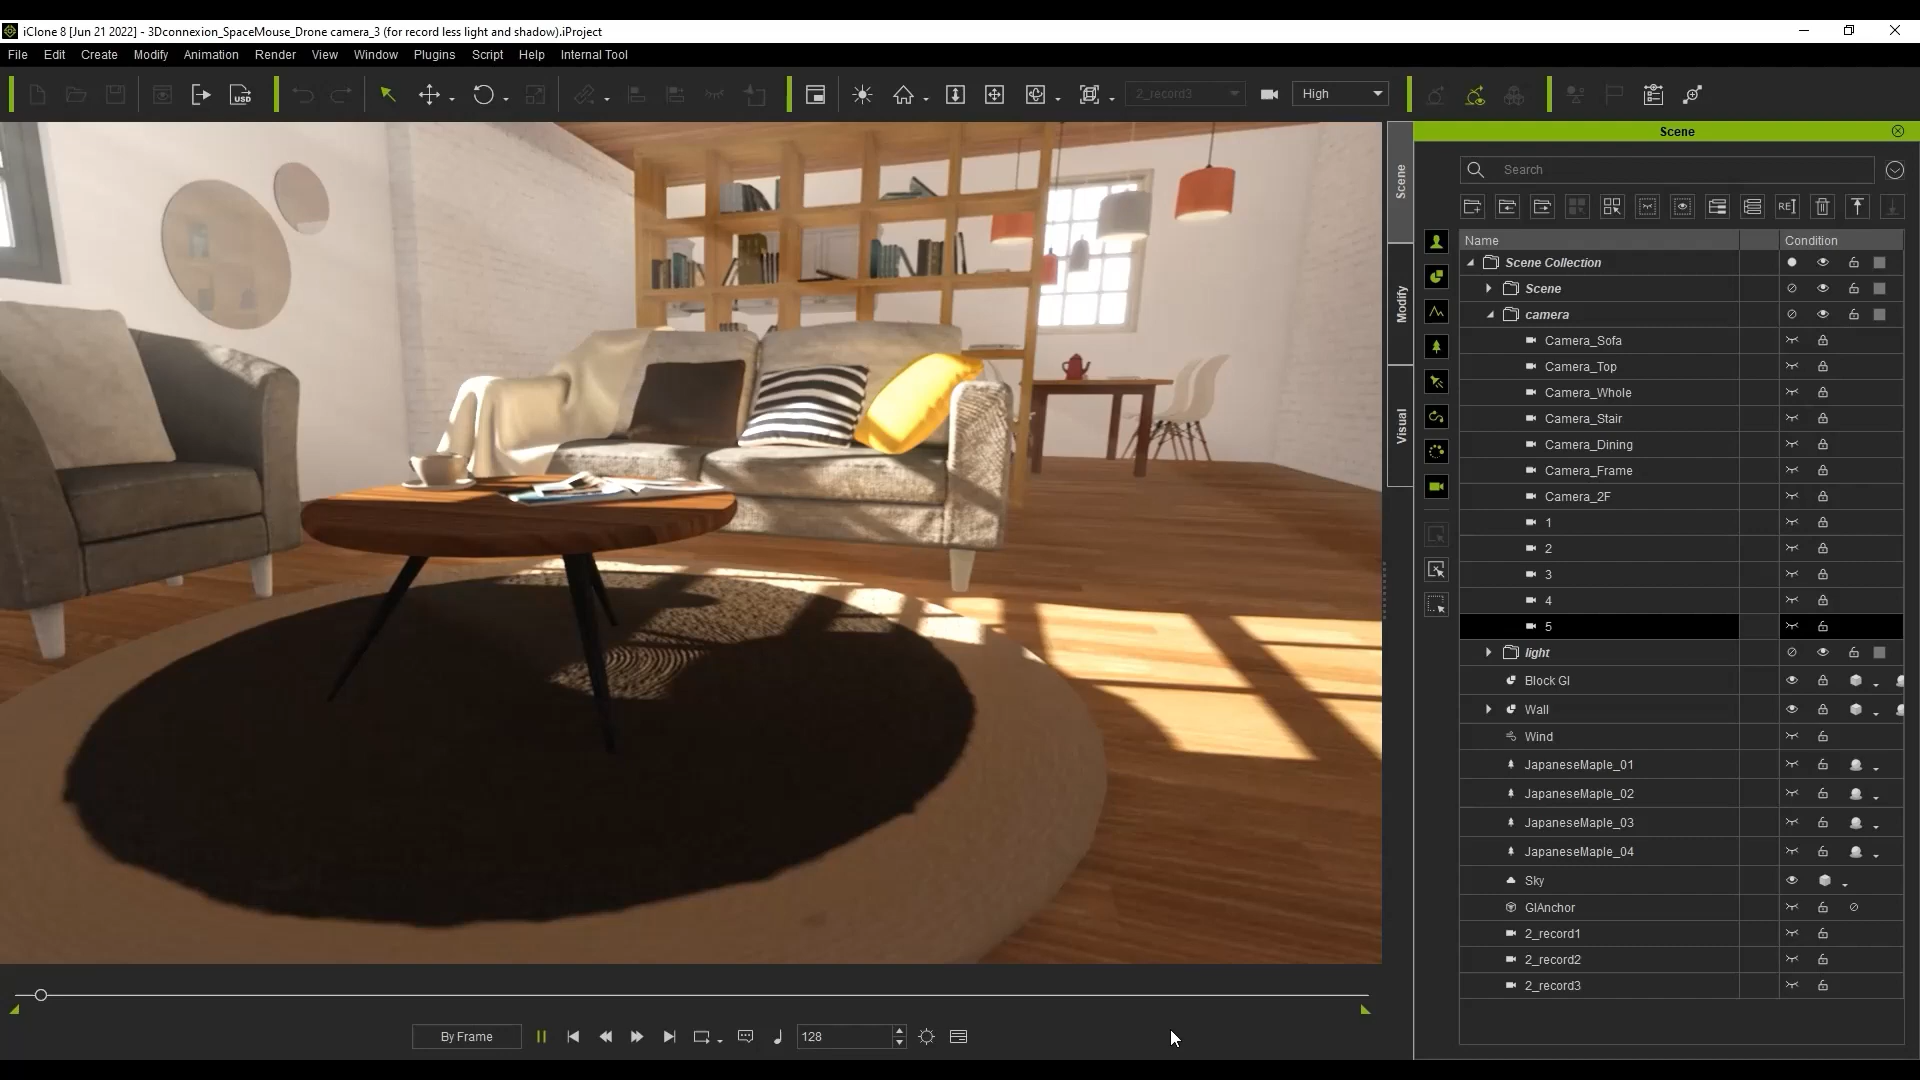 iClone 8 [Jun 21 2022] - 3Dconnexion_SpaceMouse_Drone camera_3 (for record less light and shadow).iProject
File Edit Create Modify Animation Render View Window Plugins Script Help Internal Tool
USD
2_record3
High
Scene
Modify
Visual
Scene
Search
RE
Name Condition
Scene Collection
Scene
camera
Camera_Sofa
Camera_Top
Camera_Whole
Camera_Stair
Camera_Dining
Camera_Frame
Camera_2F
1
2
3
4
5
light
Block GI
Wall
Wind
JapaneseMaple_01
JapaneseMaple_02
JapaneseMaple_03
JapaneseMaple_04
Sky
GIAnchor
2_record1
2_record2
2_record3
By Frame
128